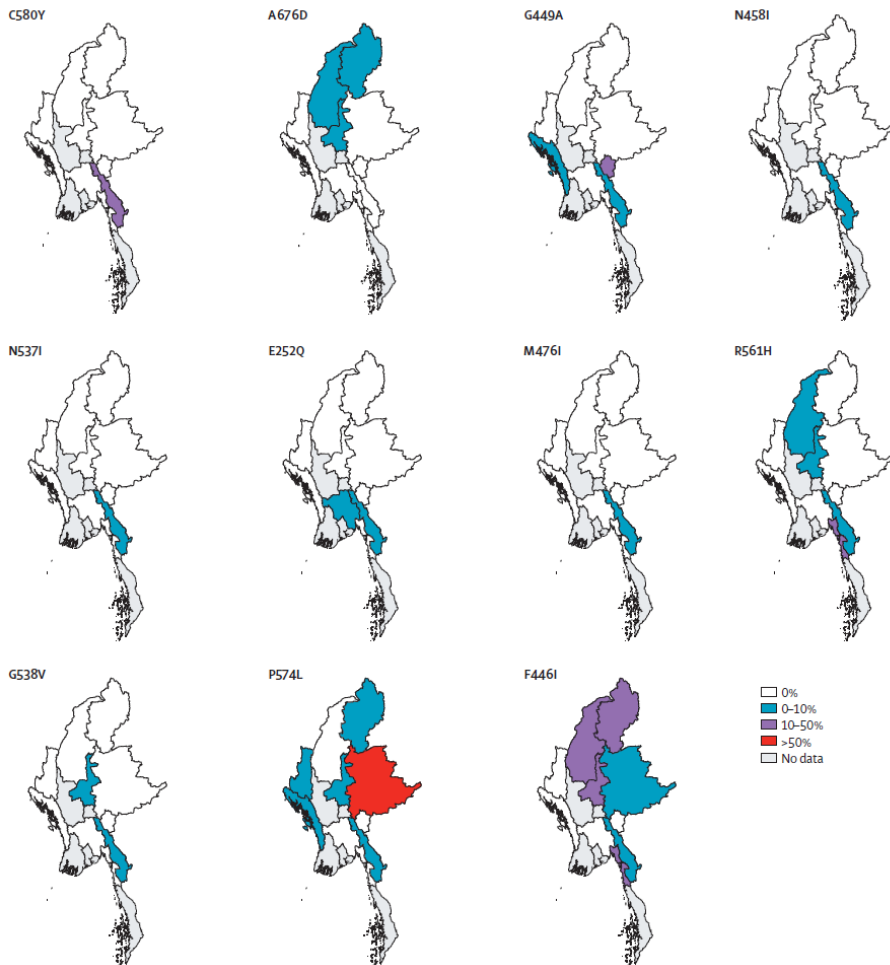 C580Y
A676D
G449A
N458I
N537I
E252Q
M476I
R561H
G538V
P574L
F446I
0%
0–10%
10–50%
>50%
No data